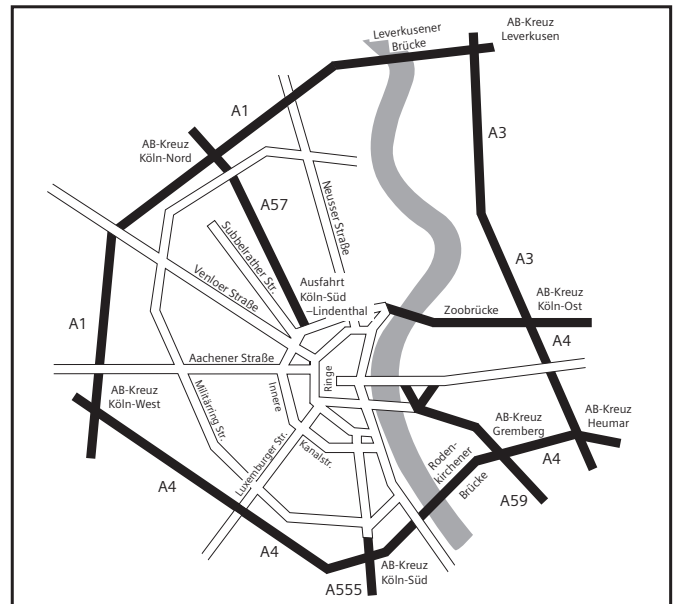 Leverkusener
Brücke
AB-Kreuz
Leverkusen
A1
AB-Kreuz
Köln-Nord
A3
A57
Neusser Straße
Subbelrather Str.
Venloer Straße
Ausfahrt
Köln-Süd
–Lindenthal
A3
AB-Kreuz
Köln-Ost
Zoobrücke
A1
A4
Aachener Straße
Ringe
Innere
Militärring Str.
AB-Kreuz
Köln-West
AB-Kreuz
Gremberg
AB-Kreuz
Heumar
Luxemburger Str.
Kanalstr.
Roden-
kirchener
Brücke
A4
A4
A59
A4
AB-Kreuz
Köln-Süd
A555